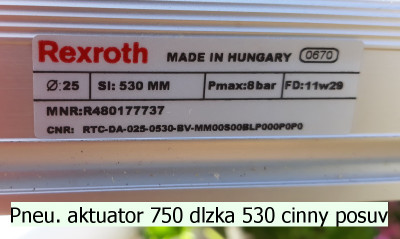 Rexroth MADE IN HUNGARY 0670
Ø:25 SI: 530 MM Pmax:8bar FD:11w29
MNR:R480177737
CNR: RTC-DA-025-0530-BV-MM00S00BLP000P0P0
Pneu. aktuator 750 dlzka 530 cinny posuv